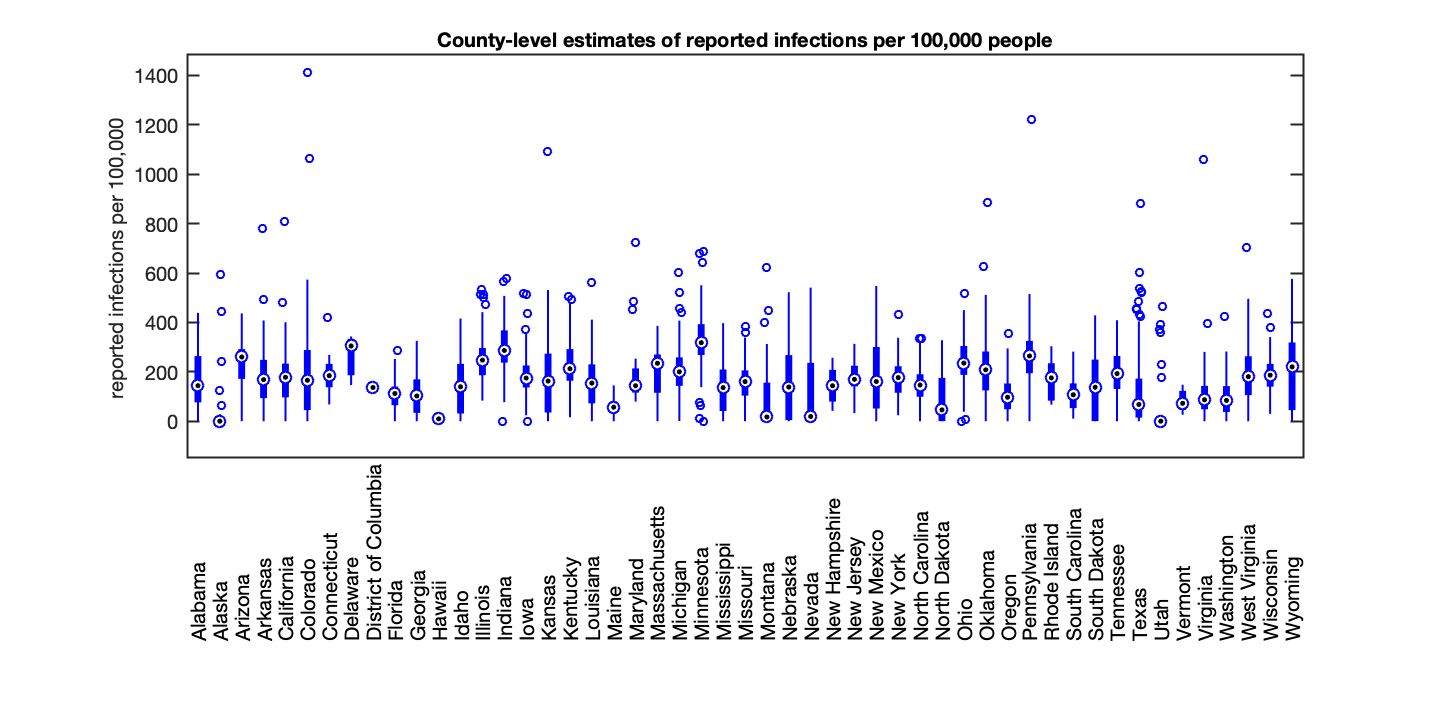 County-level estimates of reported infections per 100,000 people
reported infections per 100,000
1400
1200
1000
800
600
400
200
0
Alabama
Alaska
Arizona
Arkansas
California
Colorado
Connecticut
Delaware
District of Columbia
Florida
Georgia
Hawaii
Idaho
Illinois
Indiana
Iowa
Kansas
Kentucky
Louisiana
Maine
Maryland
Massachusetts
Michigan
Minnesota
Mississippi
Missouri
Montana
Nebraska
Nevada
New Hampshire
New Jersey
New Mexico
New York
North Carolina
North Dakota
Ohio
Oklahoma
Oregon
Pennsylvania
Rhode Island
South Carolina
South Dakota
Tennessee
Texas
Utah
Vermont
Virginia
Washington
West Virginia
Wisconsin
Wyoming